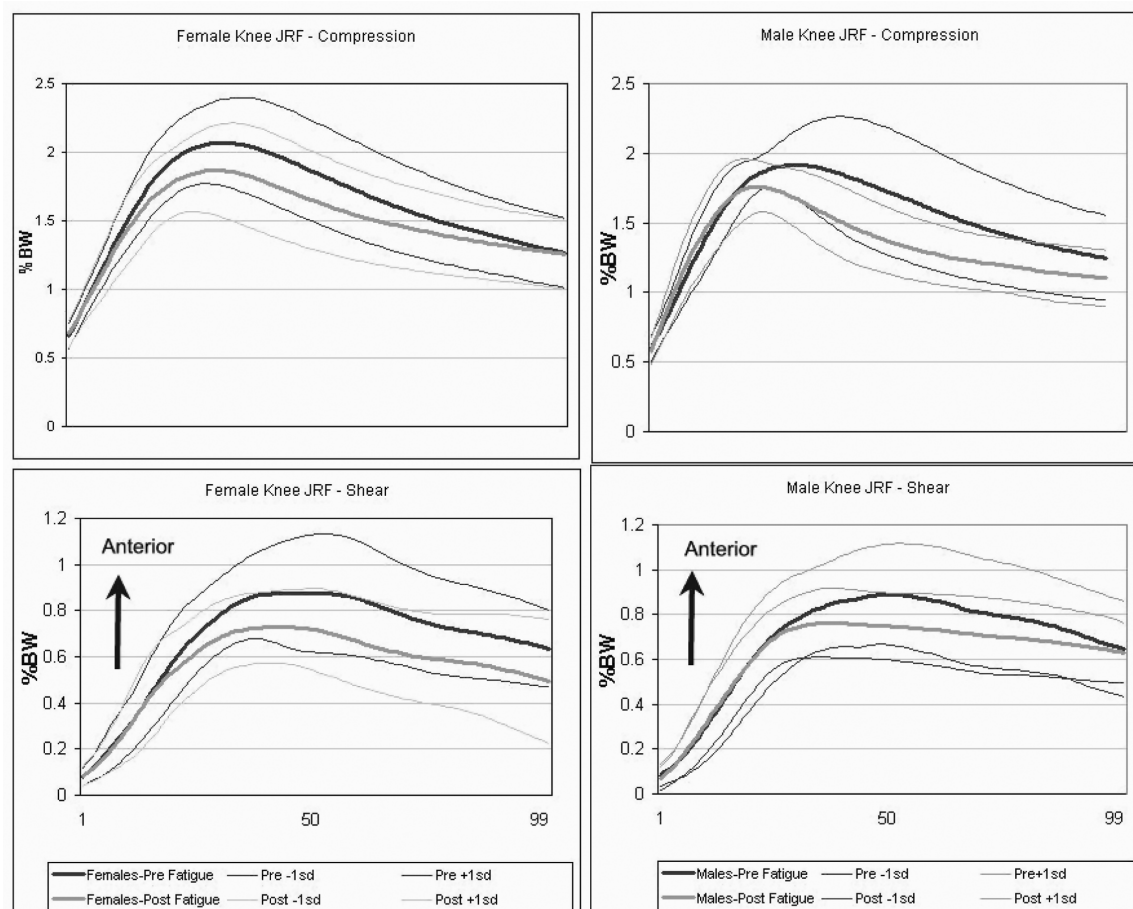 Female Knee JRF - Compression
2.5
2
1.5
1
0.5
0
% BW
Male Knee JRF - Compression
2.5
2
1.5
1
0.5
0
%BW
Female Knee JRF - Shear
1.2
1
0.8
0.6
0.4
0.2
0
%BW
Anterior
1 50 99
Females-Pre Fatigue Pre -1sd Pre +1sd
Females-Post Fatigue Post -1sd Post +1sd
Male Knee JRF - Shear
1.2
1
0.8
0.6
0.4
0.2
0
%BW
Anterior
1 50 99
Males-Pre Fatigue Pre -1sd Pre+1sd
Males-Post Fatigue Post -1sd Post +1sd